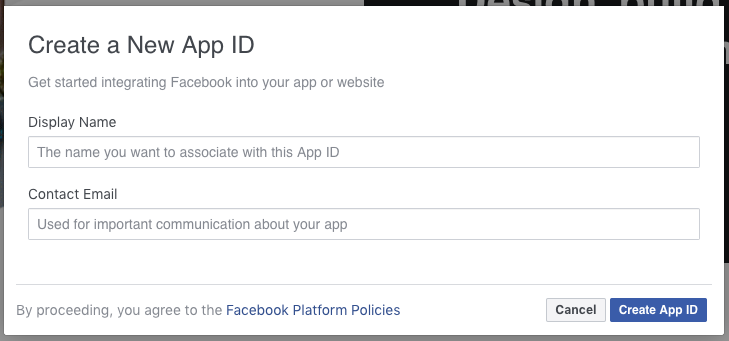 Create a New App ID
Get started integrating Facebook into your app or website
Display Name
The name you want to associate with this App ID
Contact Email
Used for important communication about your app
By proceeding, you agree to the Facebook Platform Policies
Cancel
Create App ID